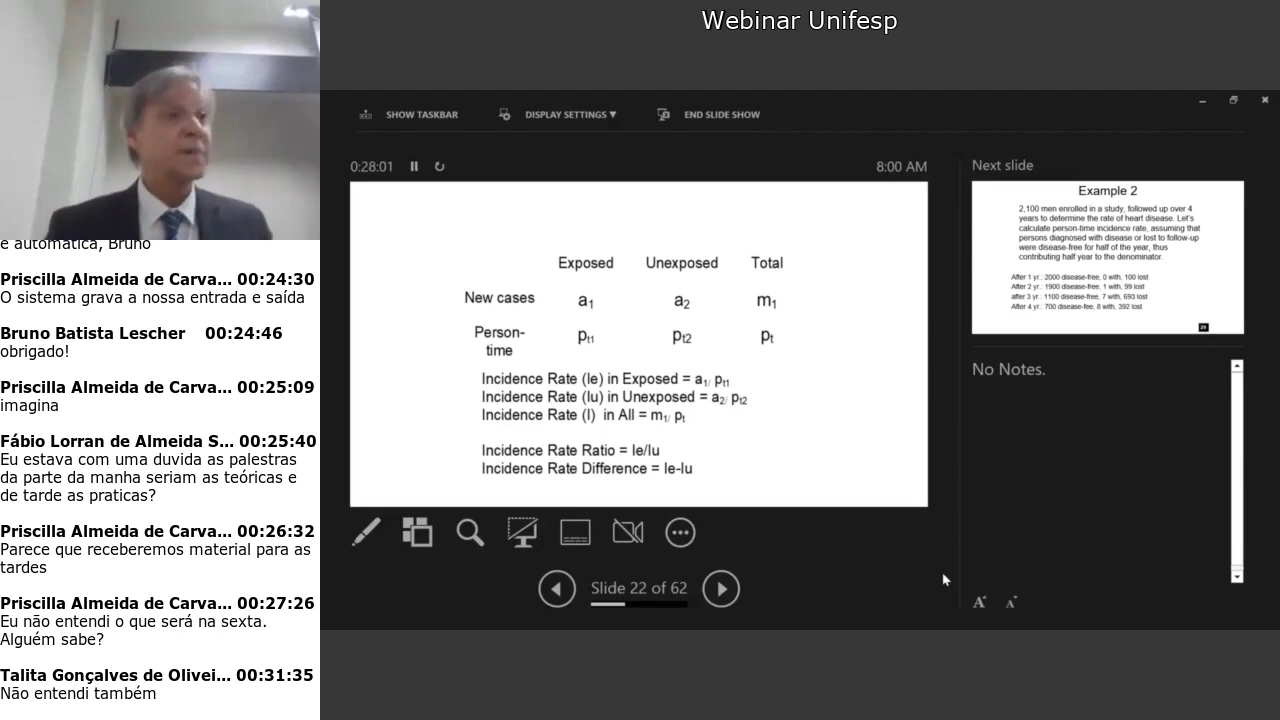 Webinar Unifesp
é automática, Bruno
Priscilla Almeida de Carva... 00:24:30
O sistema grava a nossa entrada e saída
Bruno Batista Lescher 00:24:46
obrigado!
Priscilla Almeida de Carva... 00:25:09
imagina
Fábio Lorran de Almeida S... 00:25:40
Eu estava com uma duvida as palestras
da parte da manha seriam as teóricas e
de tarde as praticas?
Priscilla Almeida de Carva... 00:26:32
Parece que receberemos material para as
tardes
Priscilla Almeida de Carva... 00:27:26
Eu não entendi o que será na sexta.
Alguém sabe?
Talita Gonçalves de Olivei... 00:31:35
Não entendi também
SHOW TASKBAR DISPLAY SETTINGS ▼ END SLIDE SHOW
0:28:01 8:00 AM
Exposed Unexposed Total
New cases a1 a2 m1
Person-
time pt1 pt2 pt
Incidence Rate (Ie) in Exposed = a1/ pt1
Incidence Rate (Iu) in Unexposed = a2/ pt2
Incidence Rate (I) in All = m1/ pt
Incidence Rate Ratio = Ie/Iu
Incidence Rate Difference = Ie-Iu
Slide 22 of 62
Next slide
Example 2
2,100 men enrolled in a study, followed up over 4
years to determine the rate of heart disease. Let's
calculate person-time incidence rate, assuming that
persons diagnosed with disease or lost to follow-up
were disease-free for half of the year, thus
contributing half year to the denominator.
After 1 yr.: 2000 disease-free, 0 with, 100 lost
After 2 yr.: 1900 disease-free, 1 with, 99 lost
after 3 yr.: 1100 disease-free, 7 with, 693 lost
After 4 yr.: 700 disease-fee, 8 with, 392 lost
23
No Notes.
A A